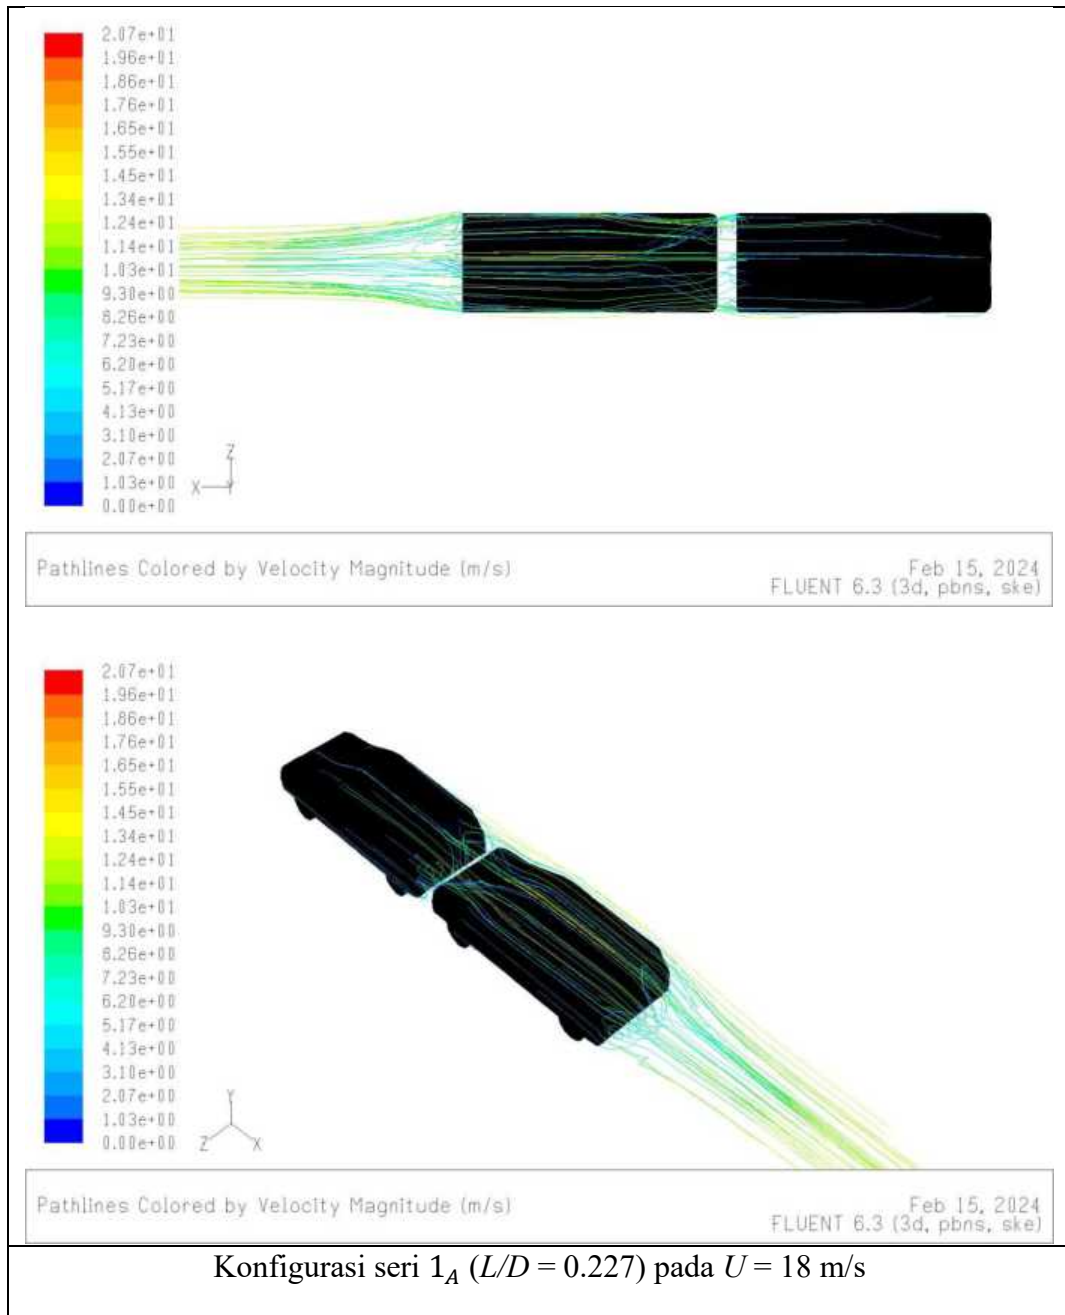 2.07e+01
1.96e+01
1.86e+01
1.76e+01
1.65e+01
1.55e+01
1.45e+01
1.34e+01
1.24e+01
1.14e+01
1.03e+01
9.30e+00
8.26e+00
7.23e+00
6.20e+00
5.17e+00
4.13e+00
3.10e+00
2.07e+00
1.03e+00
0.00e+00
Z
X Y
Pathlines Colored by Velocity Magnitude (m/s)
Feb 15, 2024
FLUENT 6.3 (3d, pbns, ske)
2.07e+01
1.96e+01
1.86e+01
1.76e+01
1.65e+01
1.55e+01
1.45e+01
1.34e+01
1.24e+01
1.14e+01
1.03e+01
9.30e+00
8.26e+00
7.23e+00
6.20e+00
5.17e+00
4.13e+00
3.10e+00
2.07e+00
1.03e+00
0.00e+00
Y
Z X
Pathlines Colored by Velocity Magnitude (m/s)
Feb 15, 2024
FLUENT 6.3 (3d, pbns, ske)
Konfigurasi seri 1_A (L/D = 0.227) pada U = 18 m/s